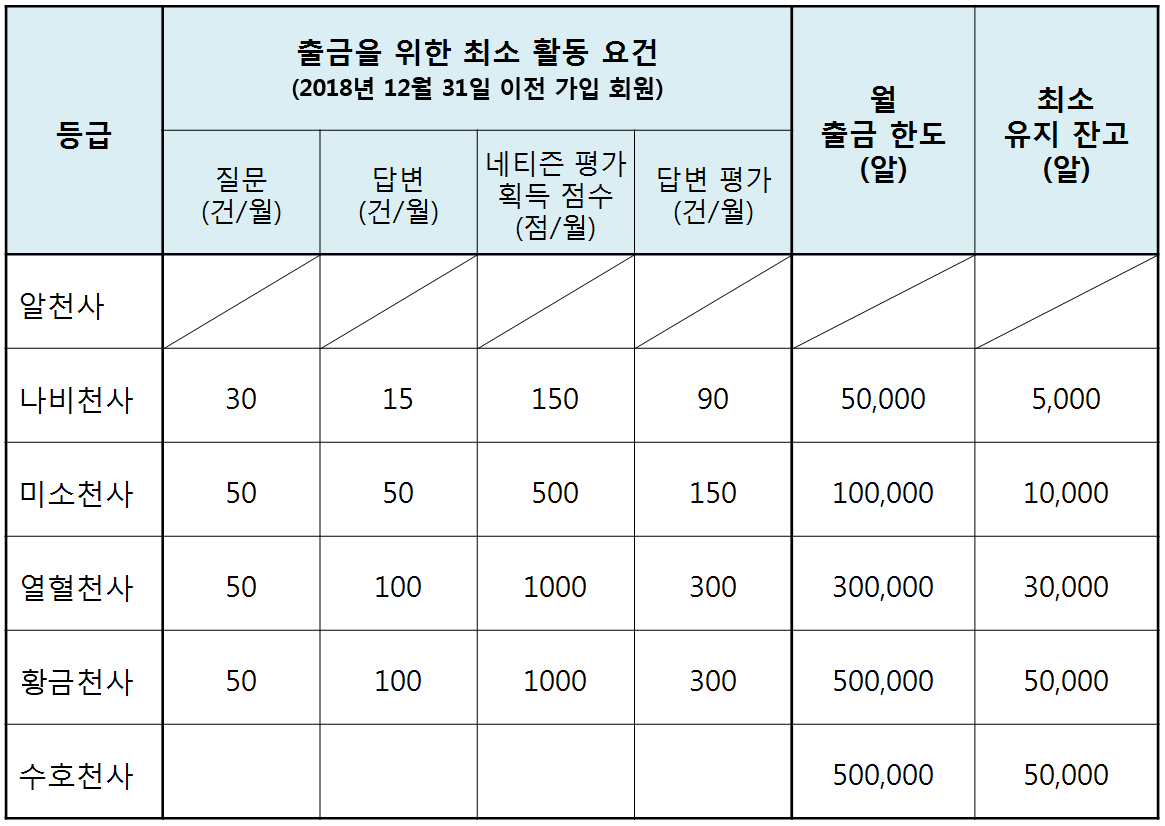 등급
출금을 위한 최소 활동 요건
(2018년 12월 31일 이전 가입 회원)
월
출금 한도
(알)
최소
유지 잔고
(알)
질문
(건/월)
답변
(건/월)
네티즌 평가
획득 점수
(점/월)
답변 평가
(건/월)
알천사
나비천사 30 15 150 90 50,000 5,000
미소천사 50 50 500 150 100,000 10,000
열혈천사 50 100 1000 300 300,000 30,000
황금천사 50 100 1000 300 500,000 50,000
수호천사 500,000 50,000